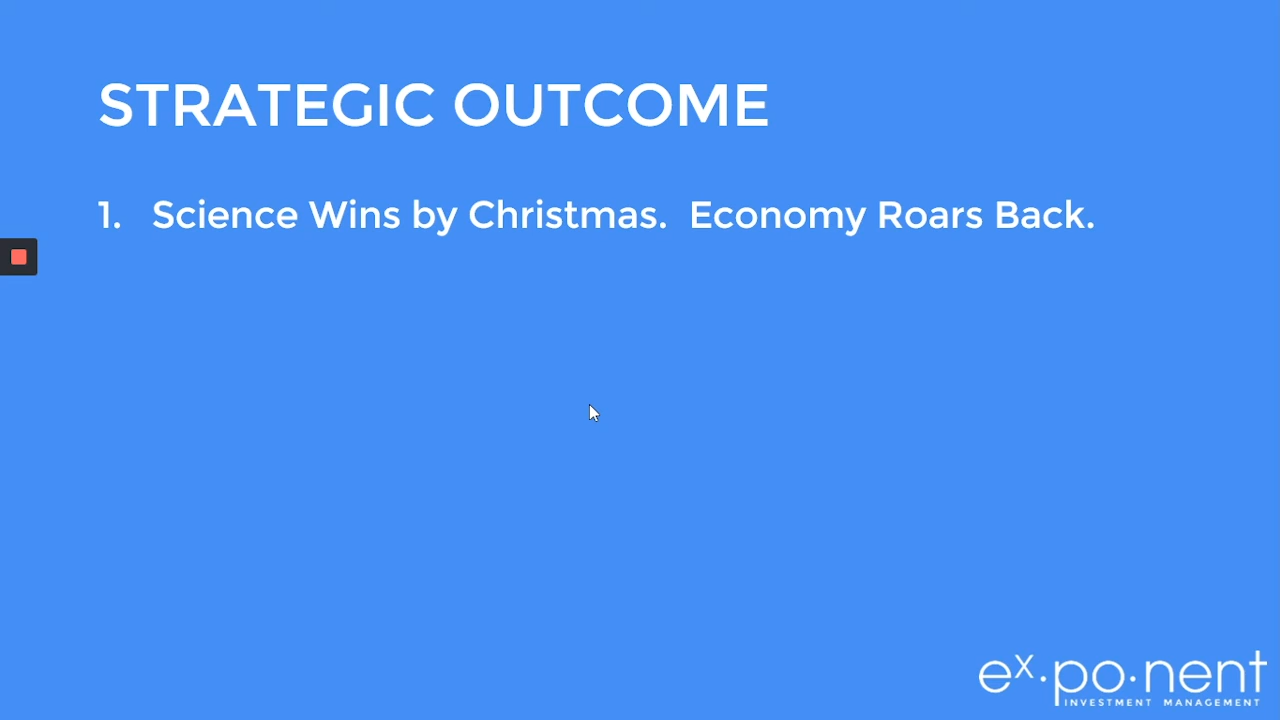 STRATEGIC OUTCOME
1. Science Wins by Christmas. Economy Roars Back.
ex·po·nent
INVESTMENT MANAGEMENT